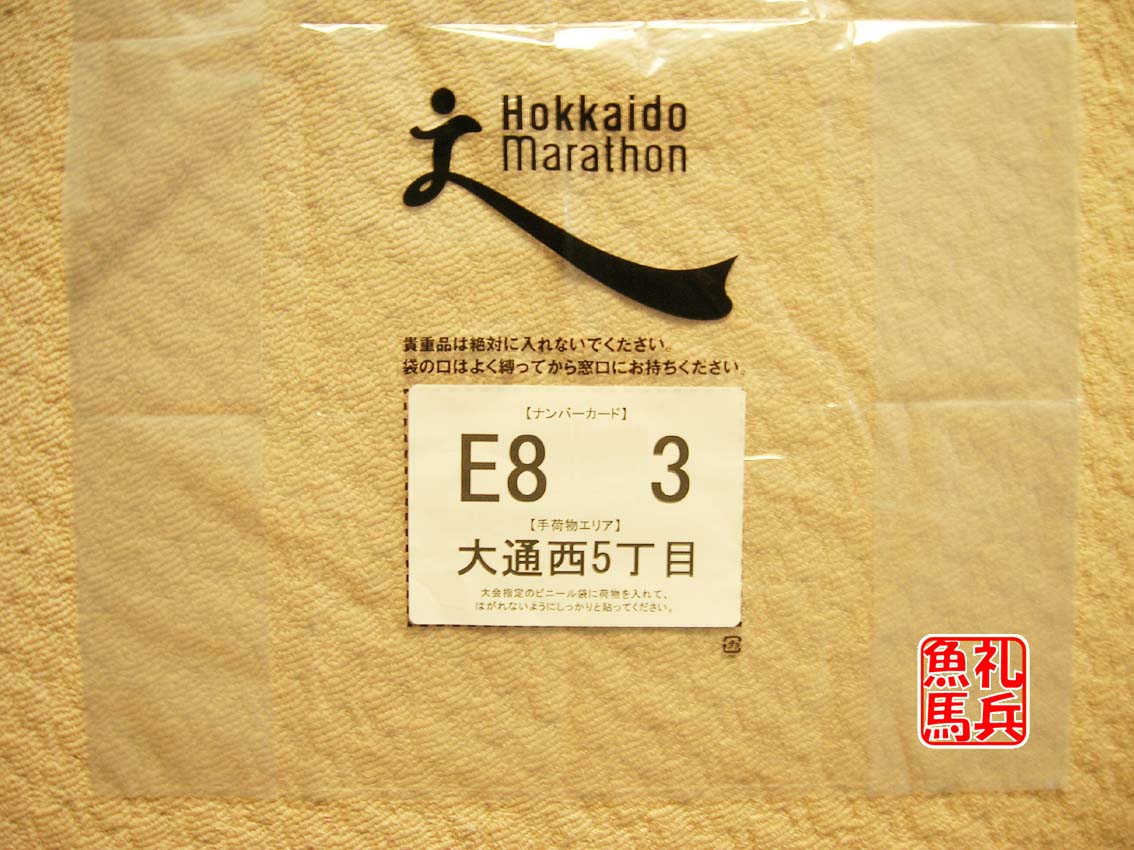 Hokkaido
marathon
貴重品は絶対に入れないでください。
袋の口はよく縛ってから窓口にお持ちください。
【ナンバーカード】
E8 3
【手荷物エリア】
大通西5丁目
大会指定のビニール袋に荷物を入れて、
はがれないようにしっかりと貼ってください。
プラ
礼兵
魚馬